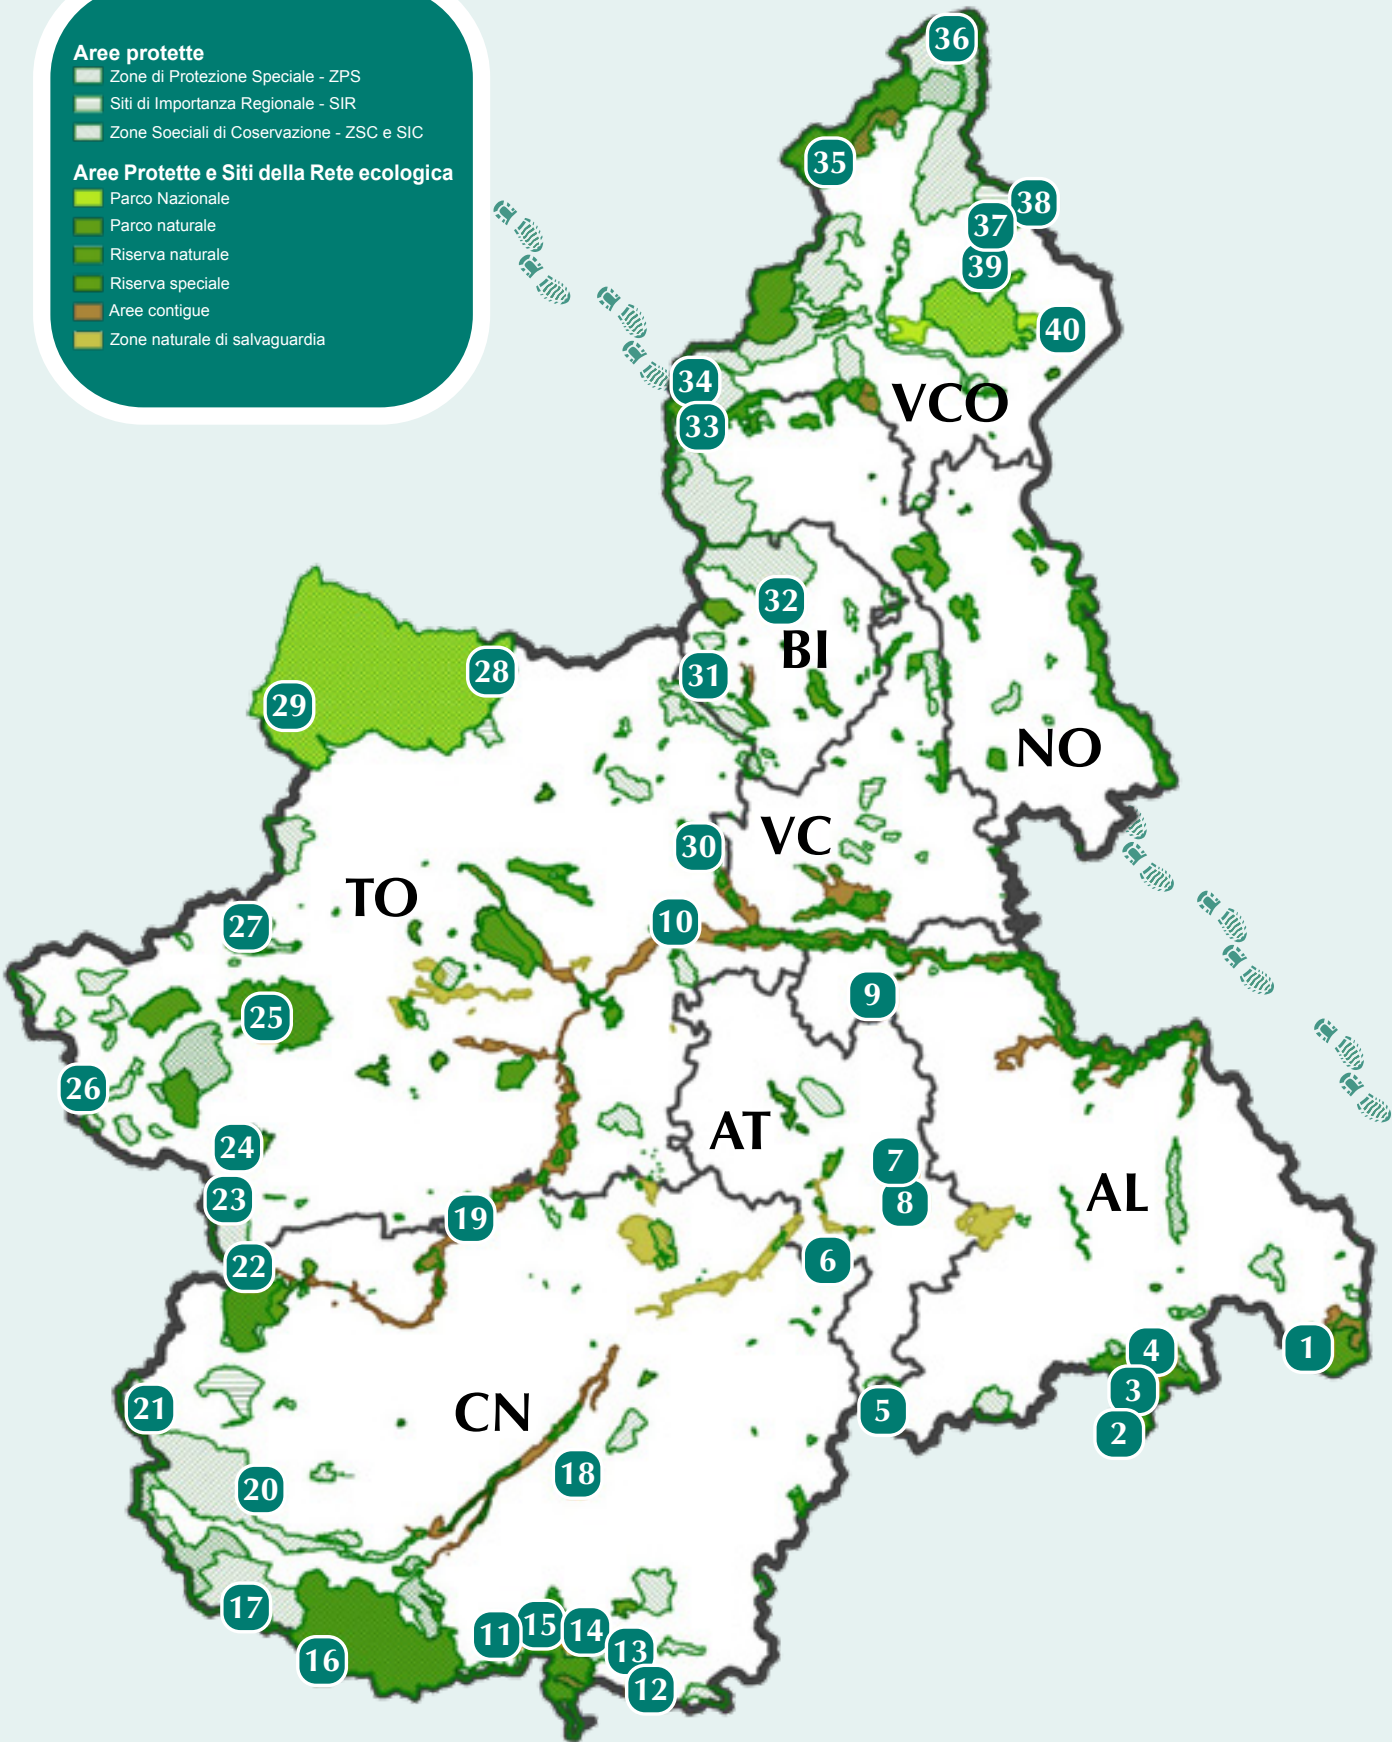 Aree protette
Zone di Protezione Speciale - ZPS
Siti di Importanza Regionale - SIR
Zone Soeciali di Coservazione - ZSC e SIC
Aree Protette e Siti della Rete ecologica
Parco Nazionale
Parco naturale
Riserva naturale
Riserva speciale
Aree contigue
Zone naturale di salvaguardia
36
35
38
37
39
40
34
VCO
33
32
BI
31
28
29
NO
30
VC
TO
10
27
9
25
26
AT
24
7
23
8
AL
19
6
22
1
4
3
21
CN
5
2
18
20
17
11
15
14
13
16
12